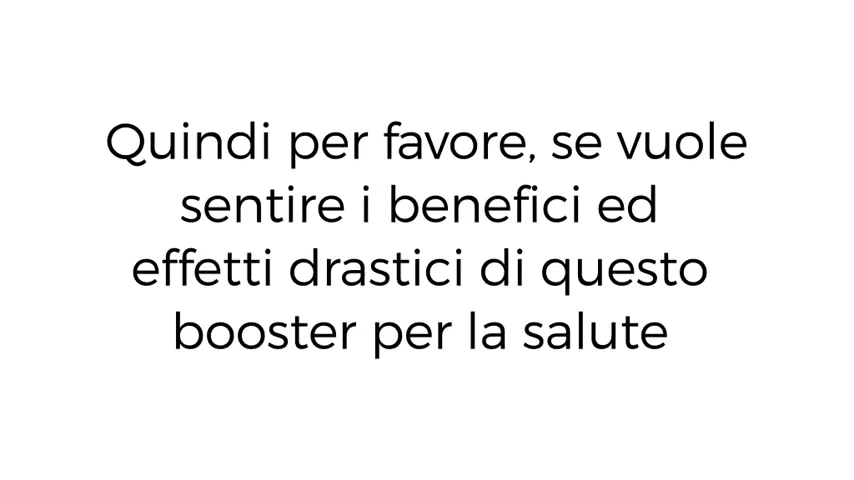 Quindi per favore, se vuole
sentire i benefici ed
effetti drastici di questo
booster per la salute